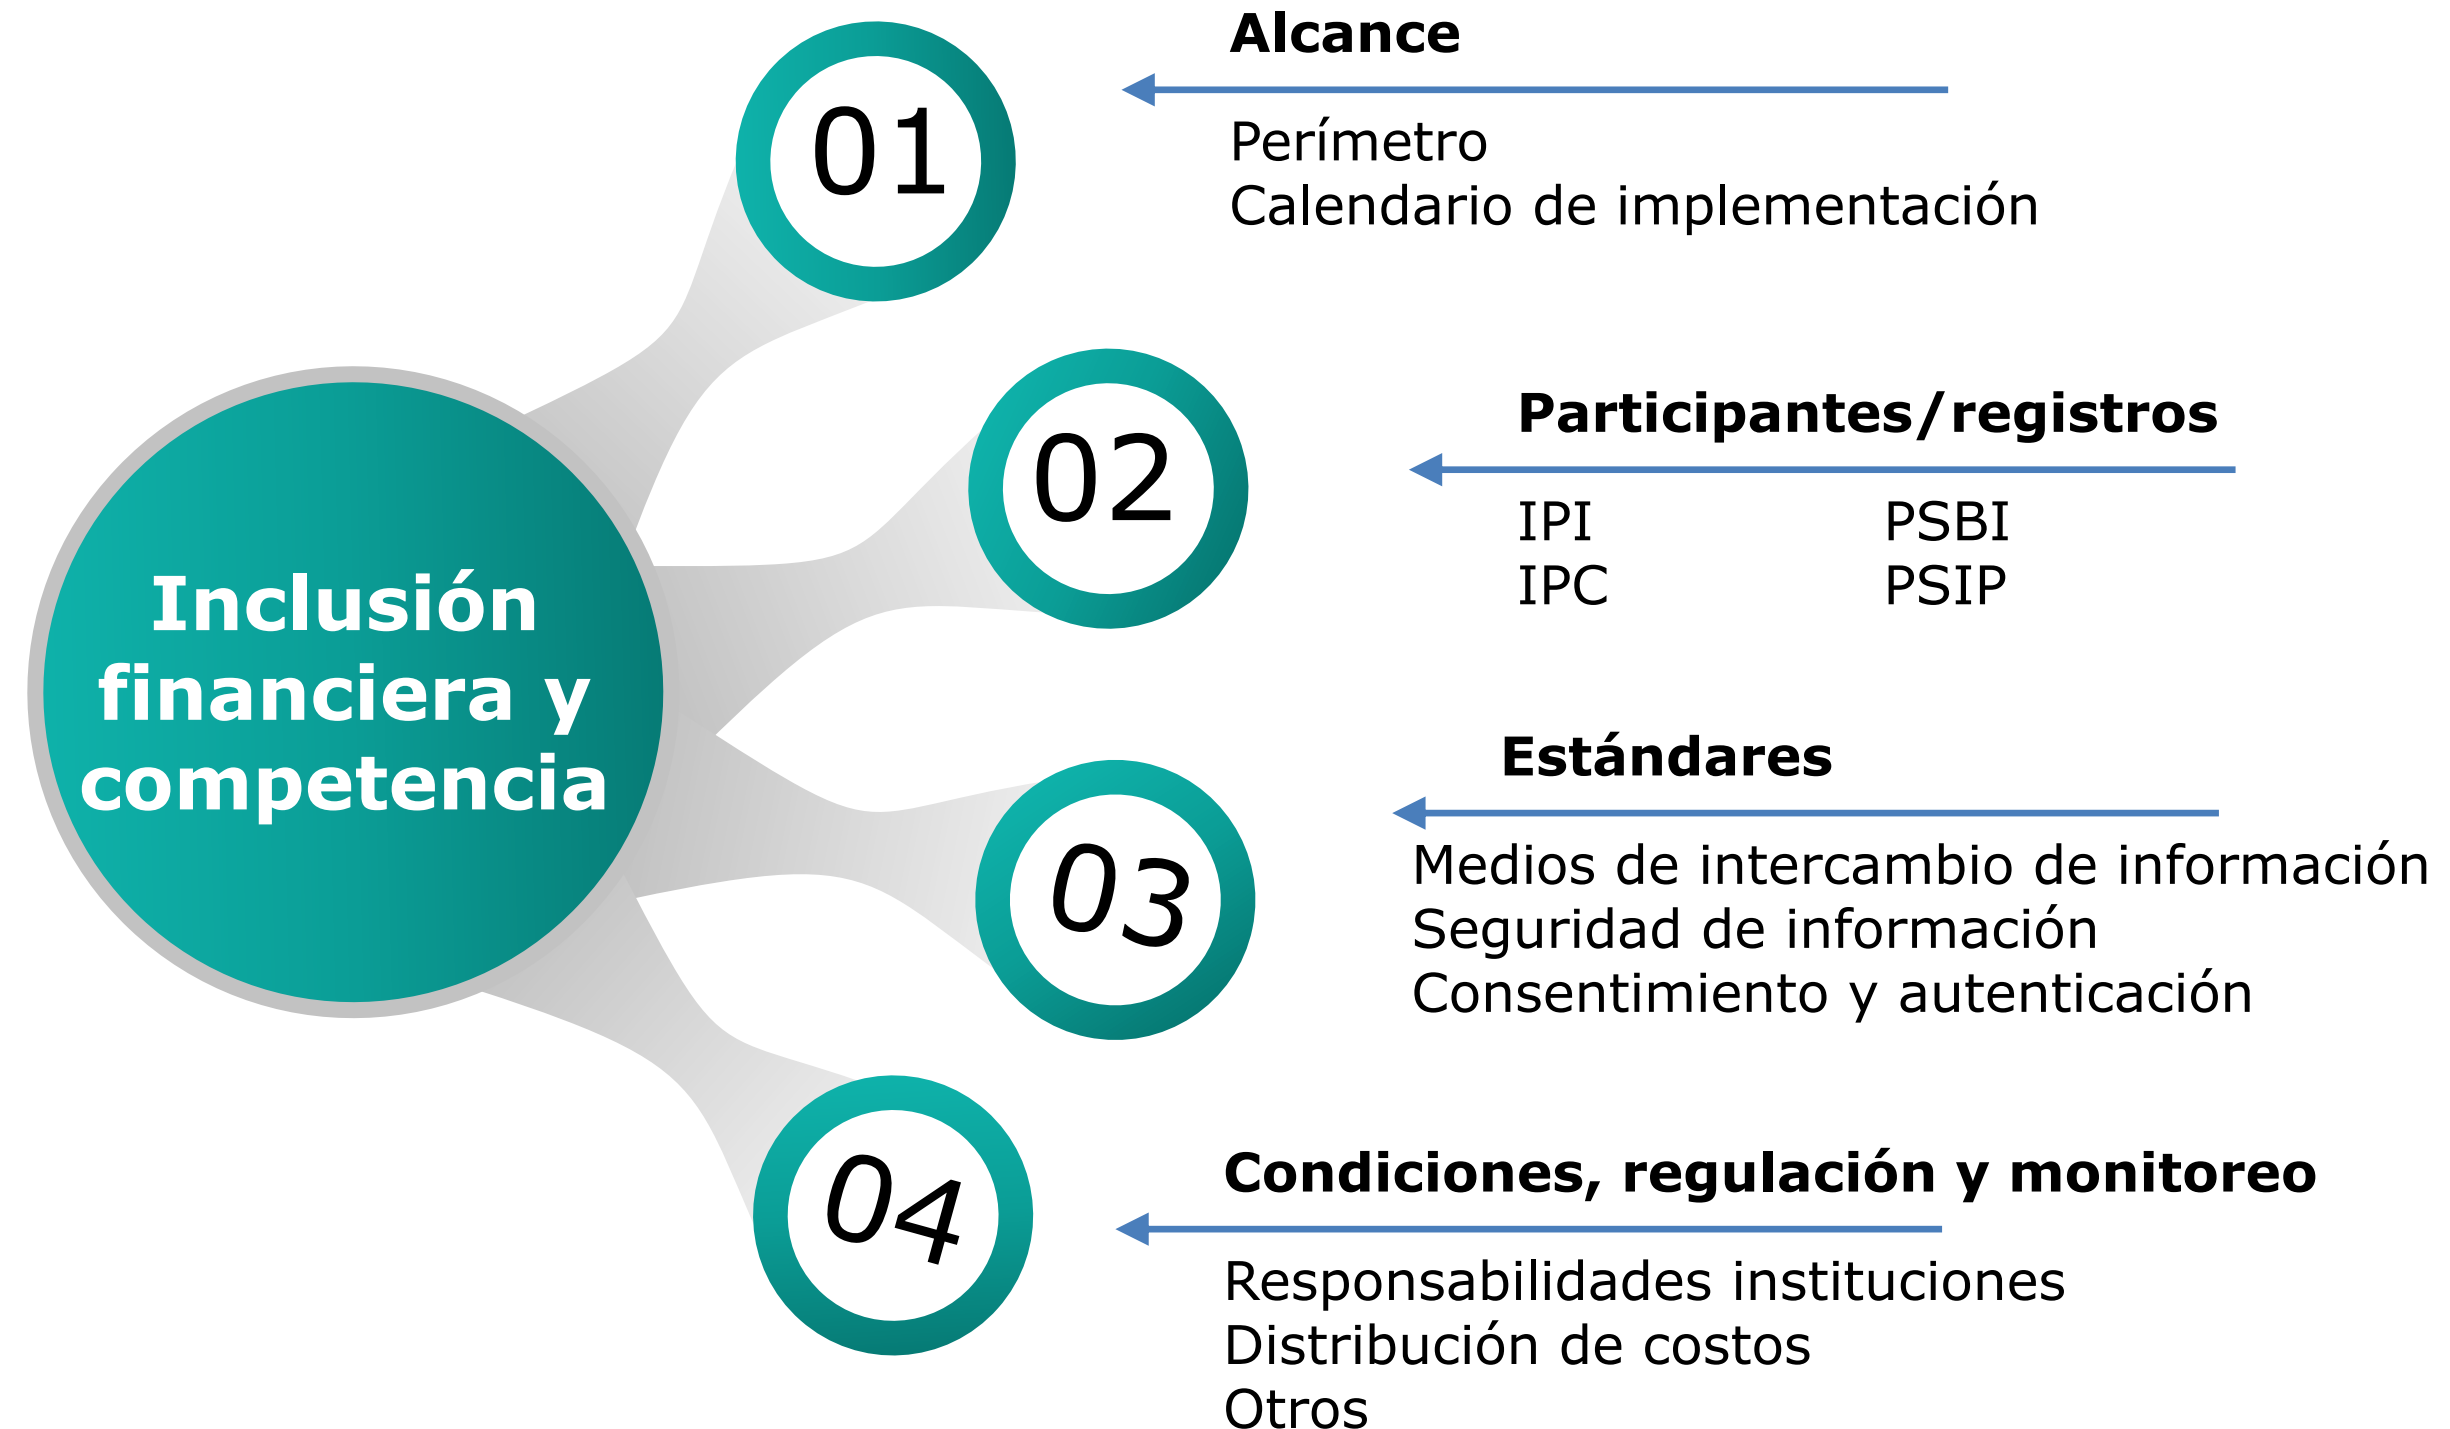 Inclusión
financiera y
competencia
01
Alcance
Perímetro
Calendario de implementación
02
Participantes/registros
IPI PSBI
IPC PSIP
03
Estándares
Medios de intercambio de información
Seguridad de información
Consentimiento y autenticación
04
Condiciones, regulación y monitoreo
Responsabilidades instituciones
Distribución de costos
Otros